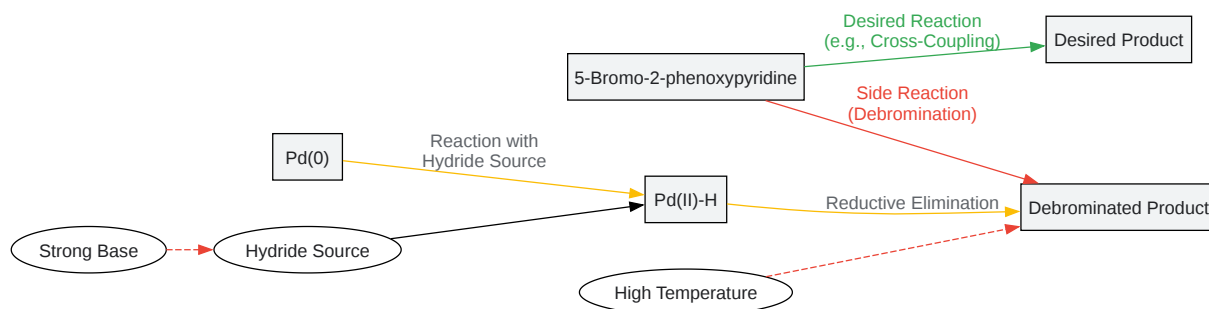 Desired Reaction
(e.g., Cross-Coupling)
Desired Product
5-Bromo-2-phenoxypyridine
Side Reaction
(Debromination)
Reaction with
Hydride Source
Pd(0)
Pd(II)-H
Reductive Elimination
Debrominated Product
Strong Base
Hydride Source
High Temperature